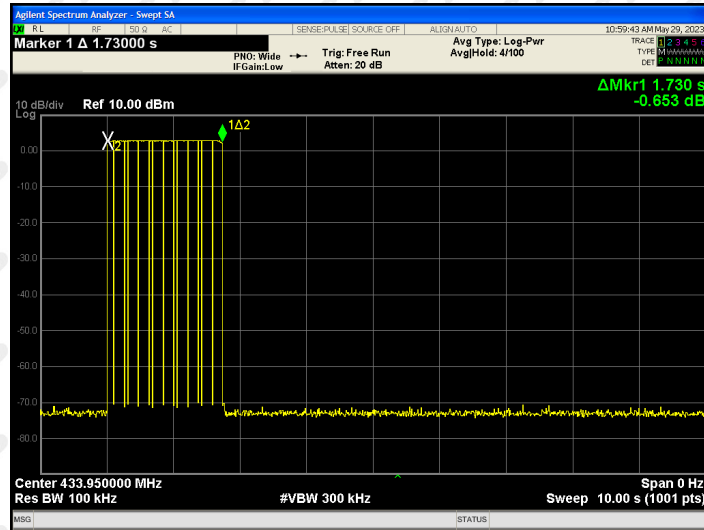 Agilent Spectrum Analyzer - Swept SA
LXI RL RF 50 Ω AC SENSE:PULSE SOURCE OFF ALIGN AUTO 10:59:43 AM May 29, 2023
Marker 1 Δ 1.73000 s
PNO: Wide
IFGain:Low
Trig: Free Run
Atten: 20 dB
Avg Type: Log-Pwr
Avg|Hold: 4/100
TRACE 1 2 3 4 5 6
TYPE M
DET P N N N N N
ΔMkr1 1.730 s
-0.653 dB
10 dB/div Ref 10.00 dBm
Log
1Δ2
2
0.00
-10.0
-20.0
-30.0
-40.0
-50.0
-60.0
-70.0
-80.0
Center 433.950000 MHz Span 0 Hz
Res BW 100 kHz #VBW 300 kHz Sweep 10.00 s (1001 pts)
MSG STATUS